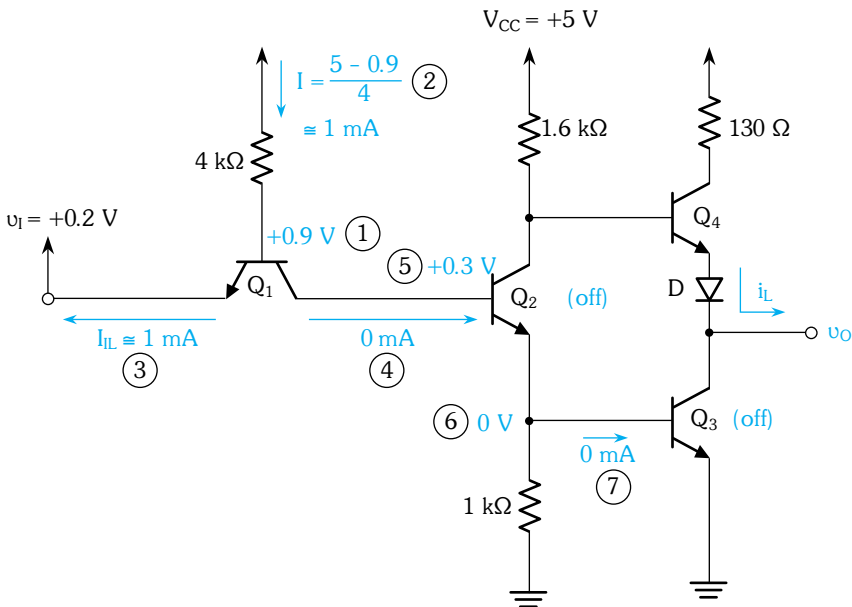 V_CC = +5 V
I = (5 − 0.9)/4 ②
≅ 1 mA
1.6 kΩ
130 Ω
4 kΩ
υ_I = +0.2 V
+0.9 V ①
Q_4
⑤ +0.3 V
Q_1
Q_2 (off)
D
i_L
I_IL ≅ 1 mA
0 mA
υ_O
③
④
⑥ 0 V
Q_3 (off)
0 mA
⑦
1 kΩ